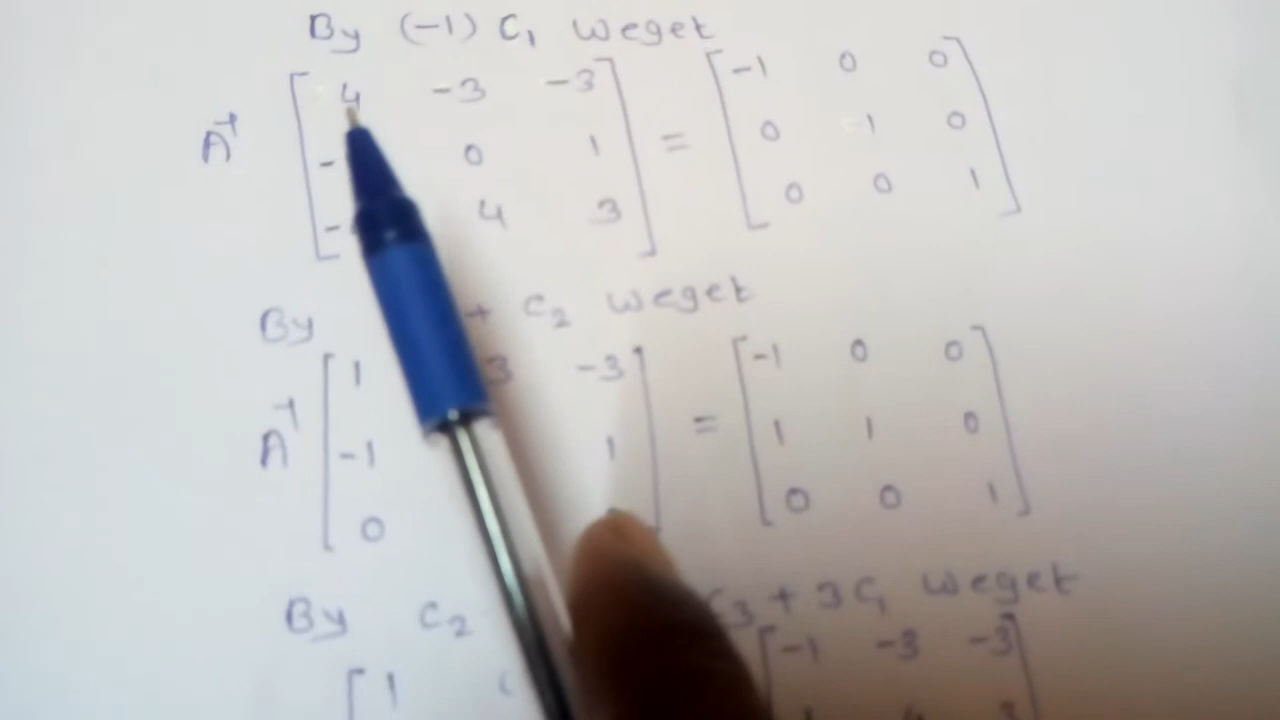 By (-1) C₁ weget
A⁻¹ [ 4 -3 -3 ] = [ -1 0 0 ]
- 0 1 0 1 0
- 4 3 0 0 1
By + C₂ weget
A⁻¹ [ 1 3 -3 ] = [ -1 0 0 ]
-1 1 1 1 0
0 0 0 1
By C₂ C₃ + 3C₁ weget
[ 1 [ -1 -3 -3 ]